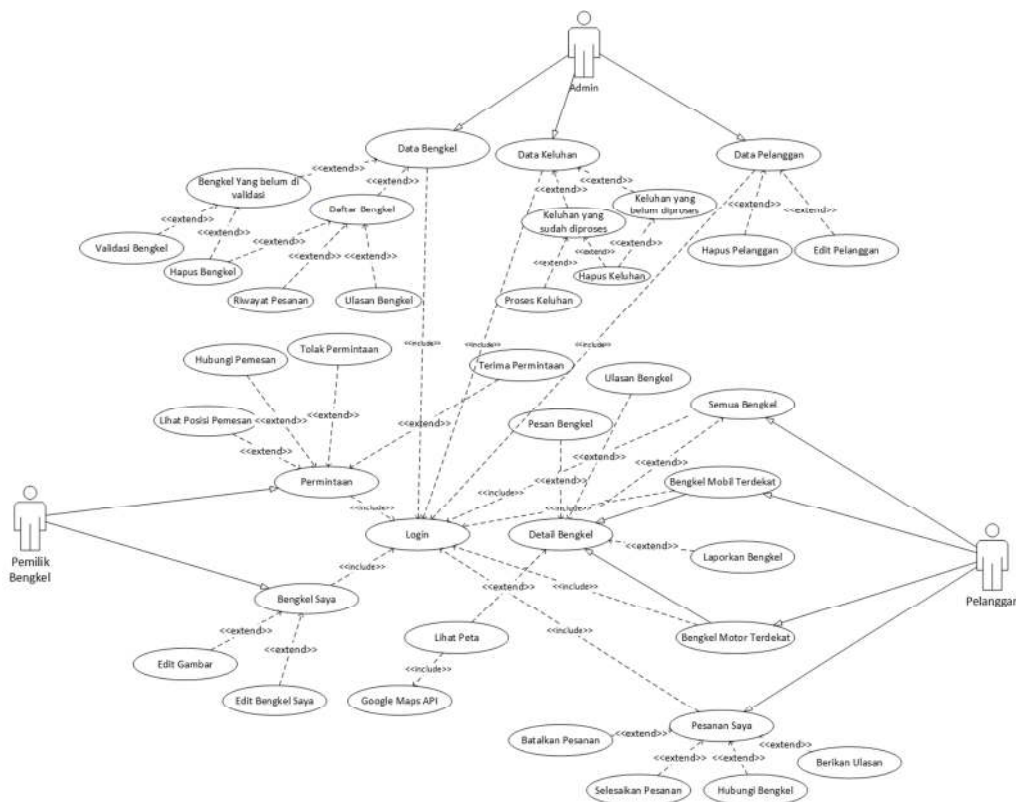 Admin
Data Bengkel
Data Keluhan
Data Pelanggan
<<extend>>
<<extend>>
<<extend>>
<<extend>>
Bengkel Yang belum di
validasi
Daftar Bengkel
Keluhan yang
sudah diproses
Keluhan yang
belum diproses
<<extend>>
<<extend>>
<<extend>>
<<extend>>
<<extend>>
<<extend>>
<<extend>>
<<extend>>
<<extend>>
<<extend>>
Validasi Bengkel
Hapus Bengkel
Hapus Keluhan
Hapus Pelanggan
Edit Pelanggan
Riwayat Pesanan
Ulasan Bengkel
Proses Keluhan
Hubungi Pemesan
Tolak Permintaan
<<include>>
<<include>>
<<include>>
Terima Permintaan
Ulasan Bengkel
Lihat Posisi Pemesan
<<extend>>
<<extend>>
<<extend>>
<<extend>>
Pesan Bengkel
Semua Bengkel
<<extend>>
<<extend>>
<<extend>>
Permintaan
Bengkel Mobil Terdekat
<<include>>
<<include>>
<<include>>
Login
Detail Bengkel
<<extend>>
Laporkan Bengkel
Pemilik
Bengkel
Pelanggan
<<include>>
<<extend>>
<<include>>
Bengkel Saya
<<extend>>
<<extend>>
Lihat Peta
<<include>>
Bengkel Motor Terdekat
Edit Gambar
<<include>>
Edit Bengkel Saya
Google Maps API
Pesanan Saya
Batalkan Pesanan
<<extend>>
<<extend>>
<<extend>>
<<extend>>
Berikan Ulasan
Selesaikan Pesanan
Hubungi Bengkel